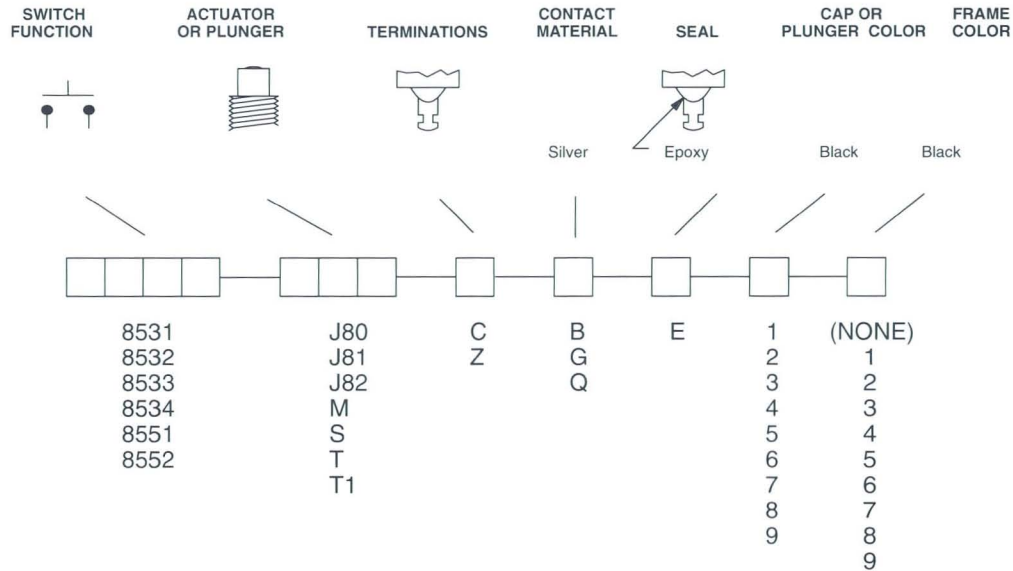 SWITCH FUNCTION
ACTUATOR OR PLUNGER
TERMINATIONS
CONTACT MATERIAL
SEAL
CAP OR PLUNGER COLOR
FRAME COLOR
Silver
Epoxy
Black
Black
8531
8532
8533
8534
8551
8552
J80
J81
J82
M
S
T
T1
C
Z
B
G
Q
E
1
2
3
4
5
6
7
8
9
(NONE)
1
2
3
4
5
6
7
8
9